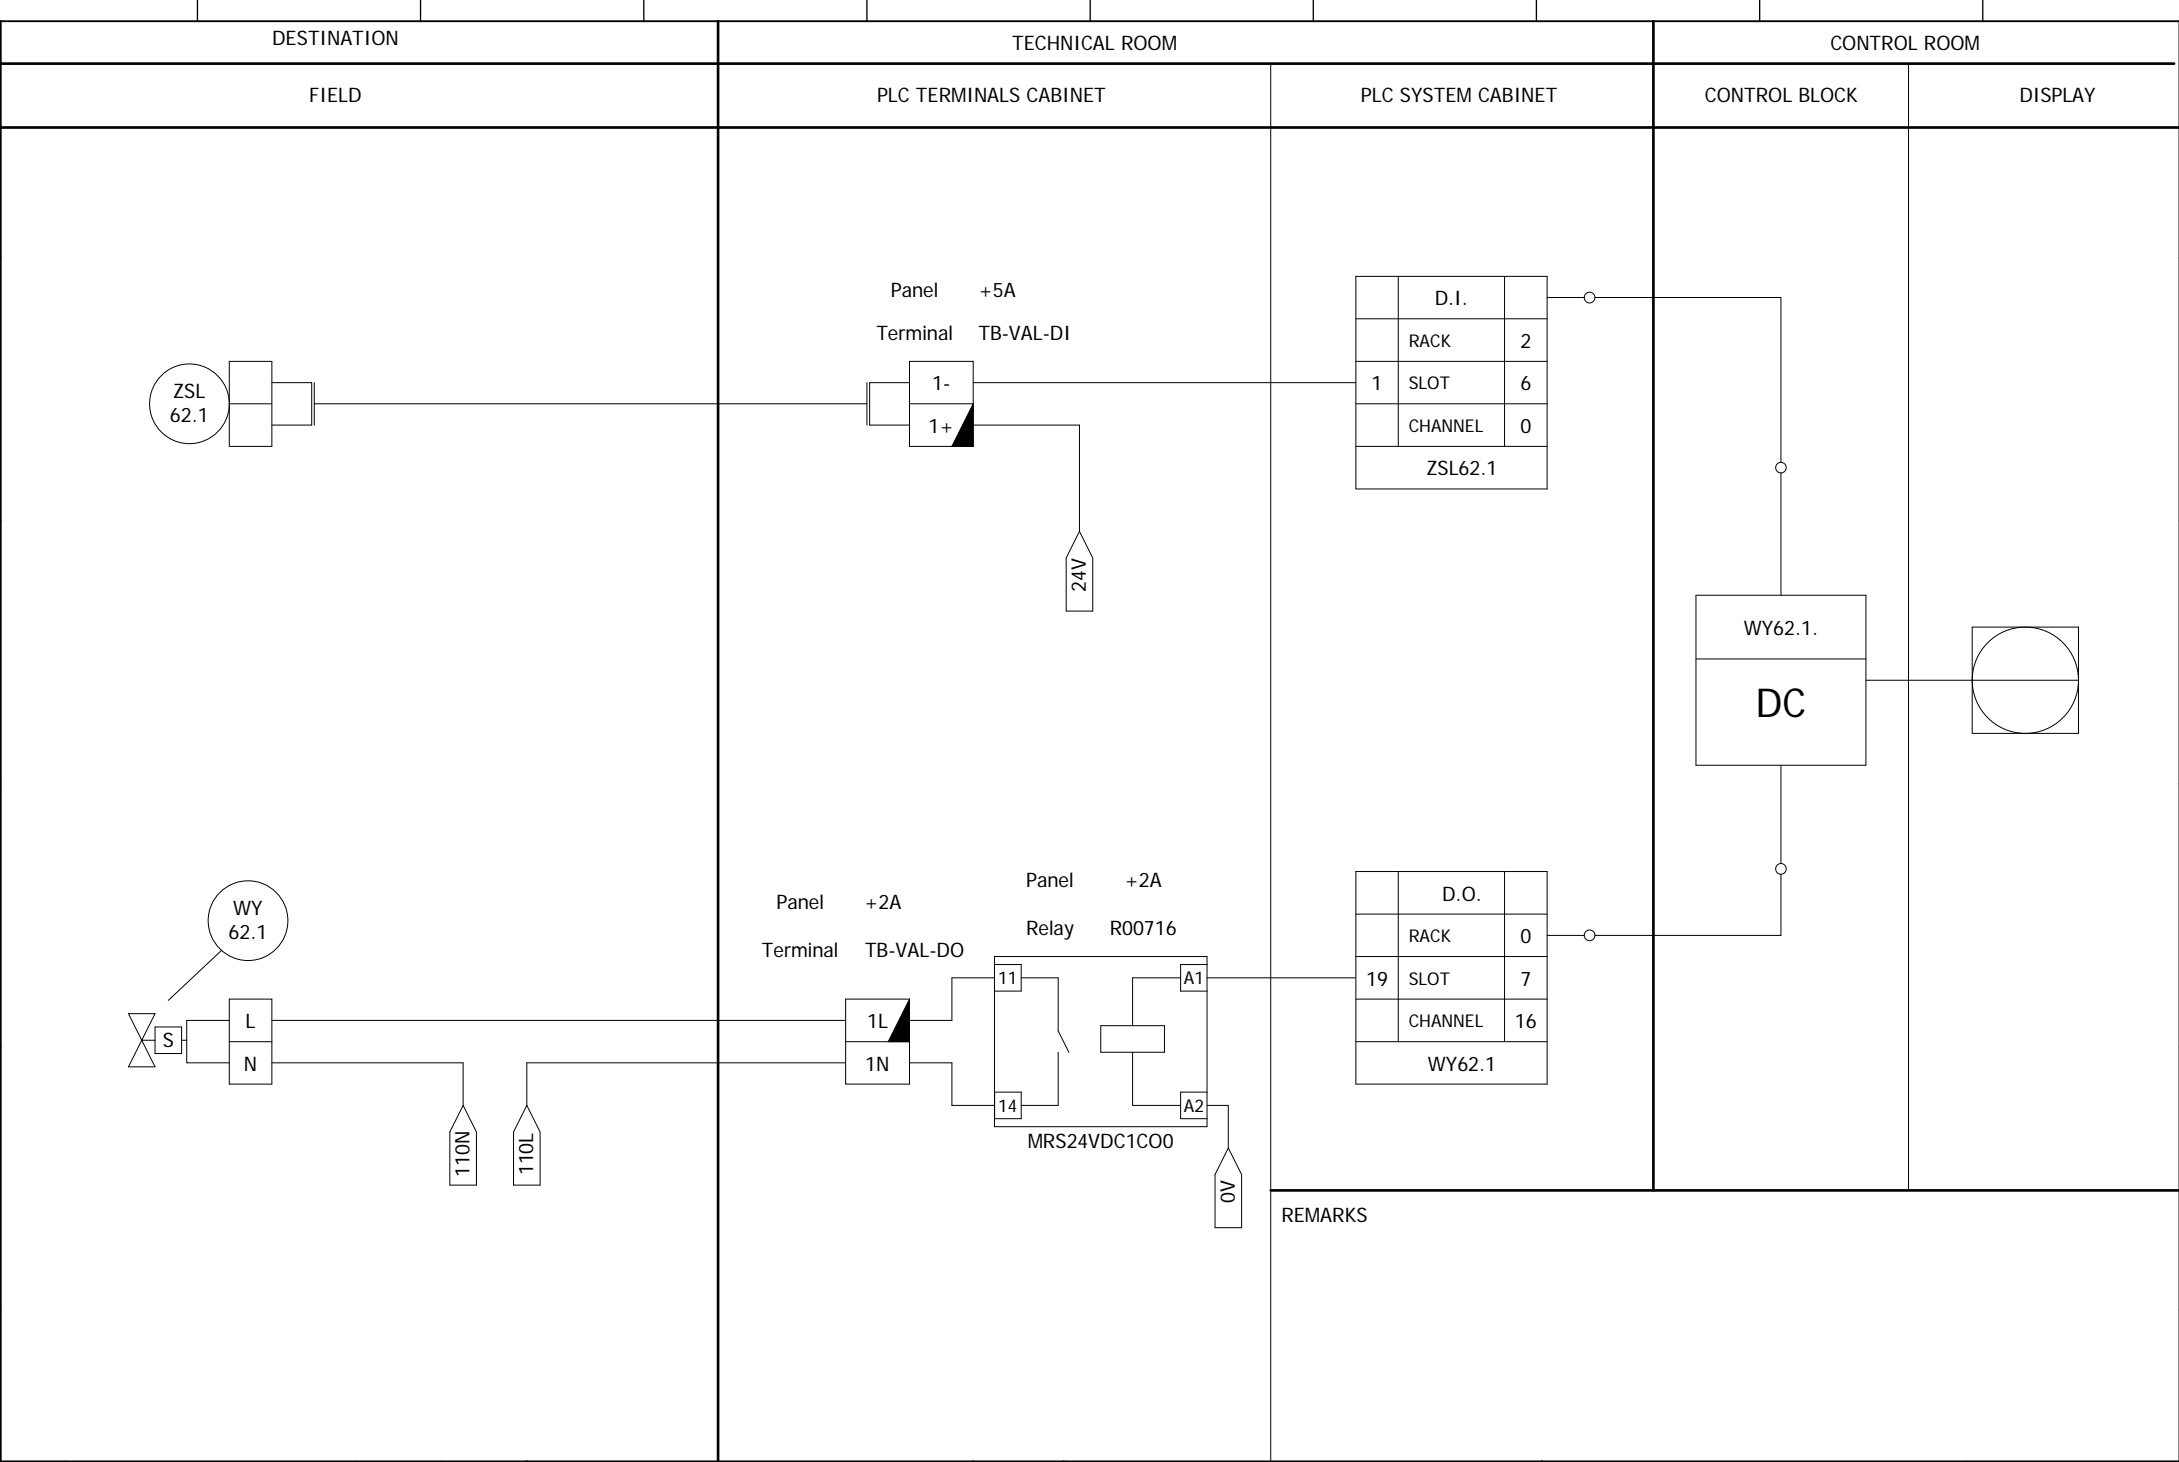 DESTINATION
TECHNICAL ROOM
CONTROL ROOM
FIELD
PLC TERMINALS CABINET
PLC SYSTEM CABINET
CONTROL BLOCK
DISPLAY
Panel +5A
Terminal TB-VAL-DI
ZSL
62.1
1-
1+
24V
D.I.
RACK 2
1 SLOT 6
CHANNEL 0
ZSL62.1
WY62.1.
DC
WY
62.1
S
L
N
110N
110L
Panel +2A
Terminal TB-VAL-DO
1L
1N
Panel +2A
Relay R00716
11
A1
14
A2
MRS24VDC1CO0
0V
D.O.
RACK 0
19 SLOT 7
CHANNEL 16
WY62.1
REMARKS